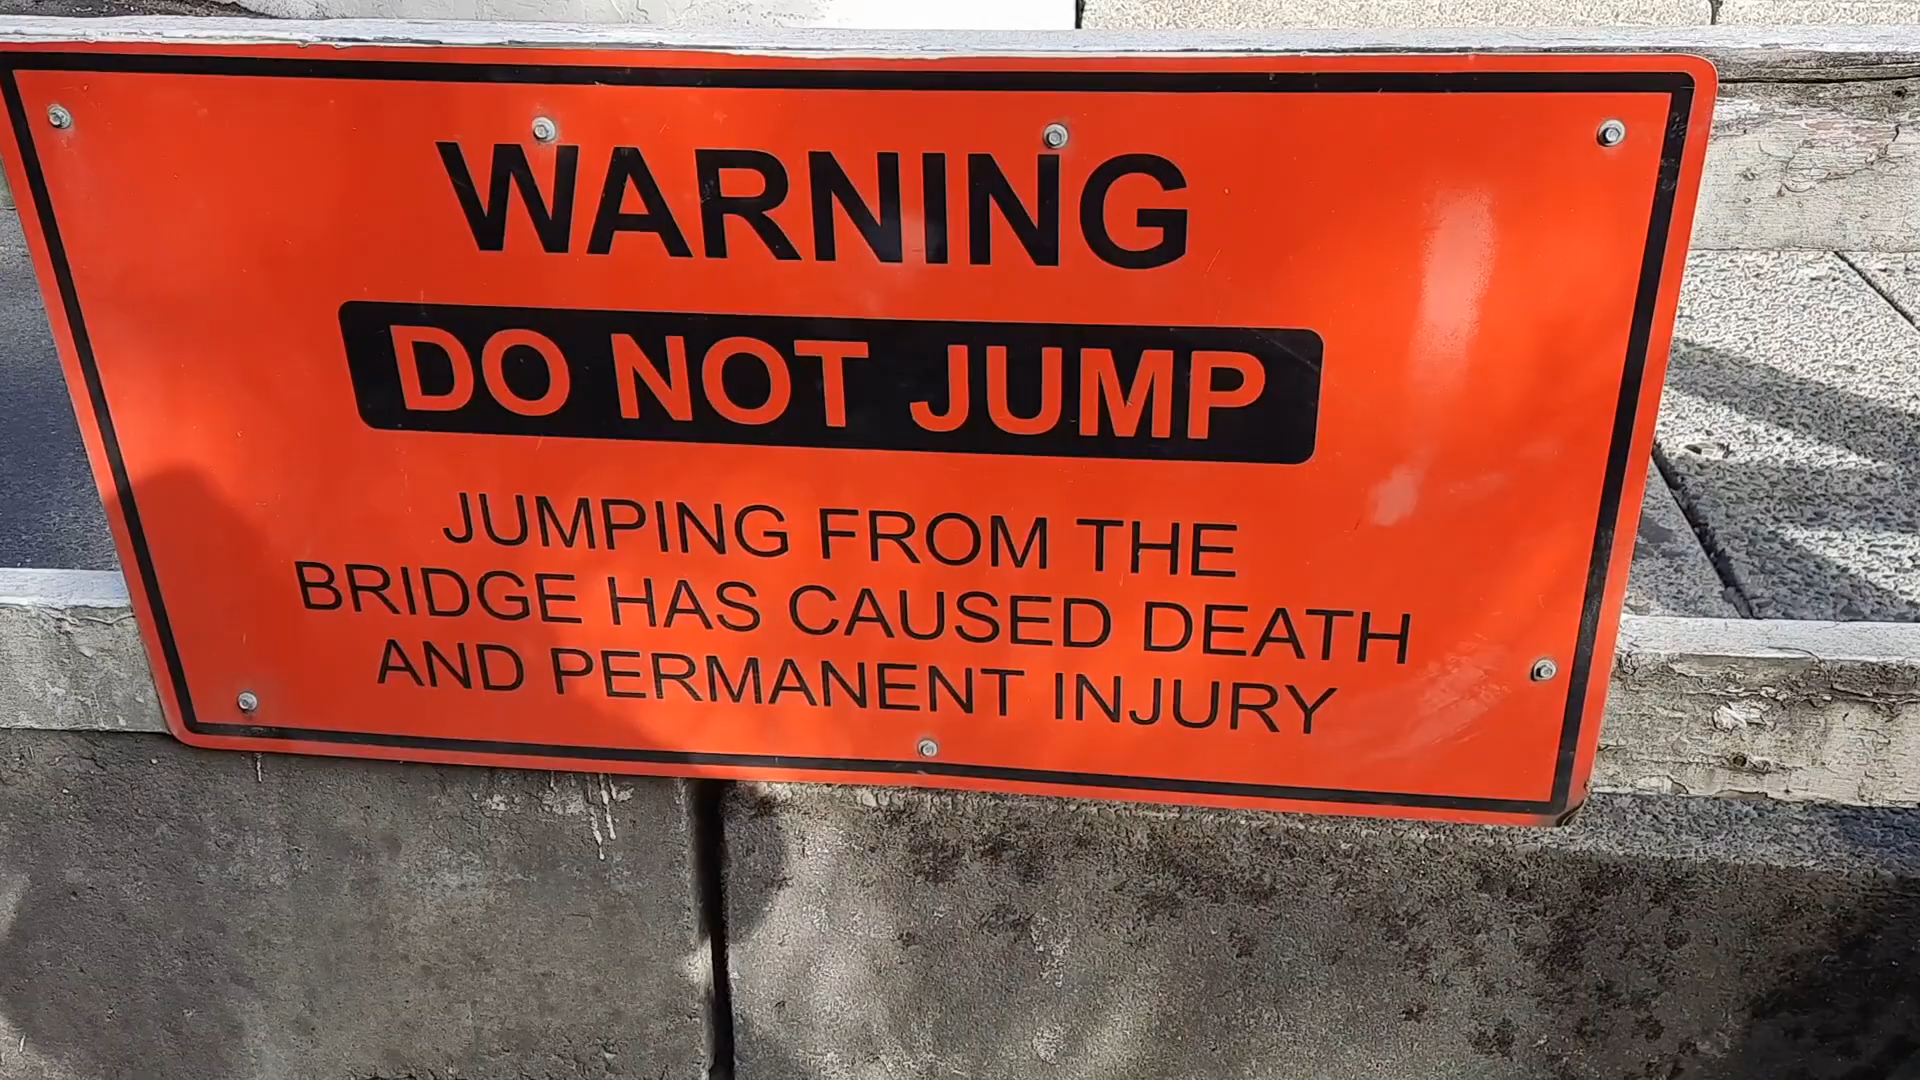 WARNING
DO NOT JUMP
JUMPING FROM THE
BRIDGE HAS CAUSED DEATH
AND PERMANENT INJURY